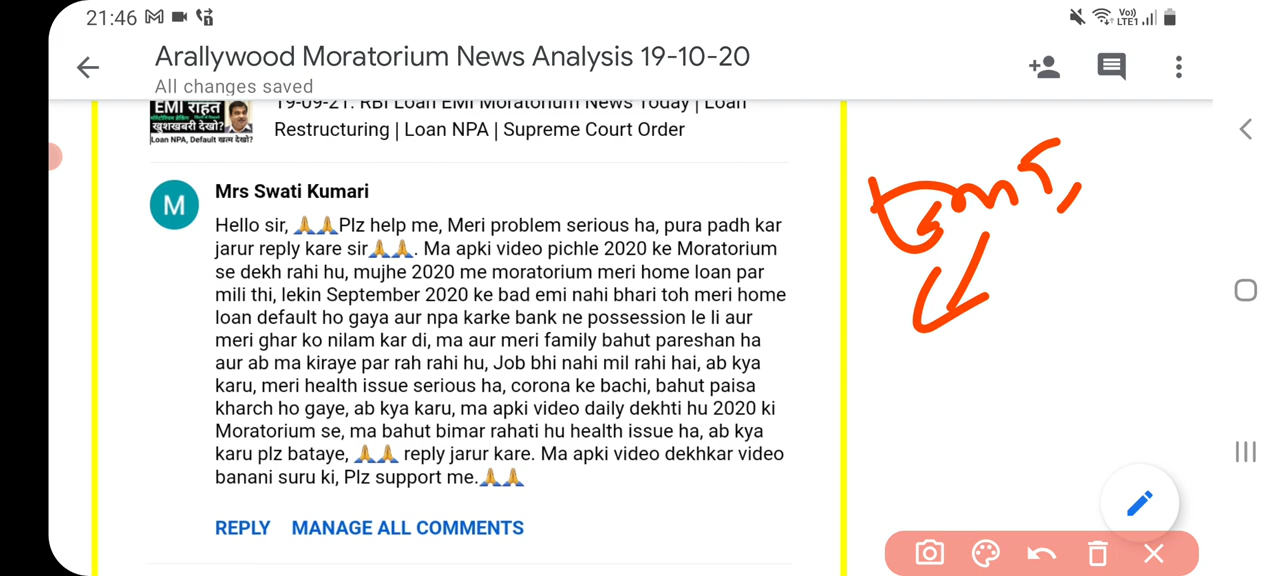 21:46
Vo)) LTE1
Arallywood Moratorium News Analysis 19-10-20
All changes saved
EMI राहत
खुशखबरी देखो?
Loan NPA, Default खत्म देखो?
19-09-21: RBI Loan EMI Moratorium News Today | Loan
Restructuring | Loan NPA | Supreme Court Order
M
Mrs Swati Kumari
Hello sir, 🙏🙏Plz help me, Meri problem serious ha, pura padh kar
jarur reply kare sir🙏🙏. Ma apki video pichle 2020 ke Moratorium
se dekh rahi hu, mujhe 2020 me moratorium meri home loan par
mili thi, lekin September 2020 ke bad emi nahi bhari toh meri home
loan default ho gaya aur npa karke bank ne possession le li aur
meri ghar ko nilam kar di, ma aur meri family bahut pareshan ha
aur ab ma kiraye par rah rahi hu, Job bhi nahi mil rahi hai, ab kya
karu, meri health issue serious ha, corona ke bachi, bahut paisa
kharch ho gaye, ab kya karu, ma apki video daily dekhti hu 2020 ki
Moratorium se, ma bahut bimar rahati hu health issue ha, ab kya
karu plz bataye, 🙏🙏 reply jarur kare. Ma apki video dekhkar video
banani suru ki, Plz support me.🙏🙏
REPLY MANAGE ALL COMMENTS